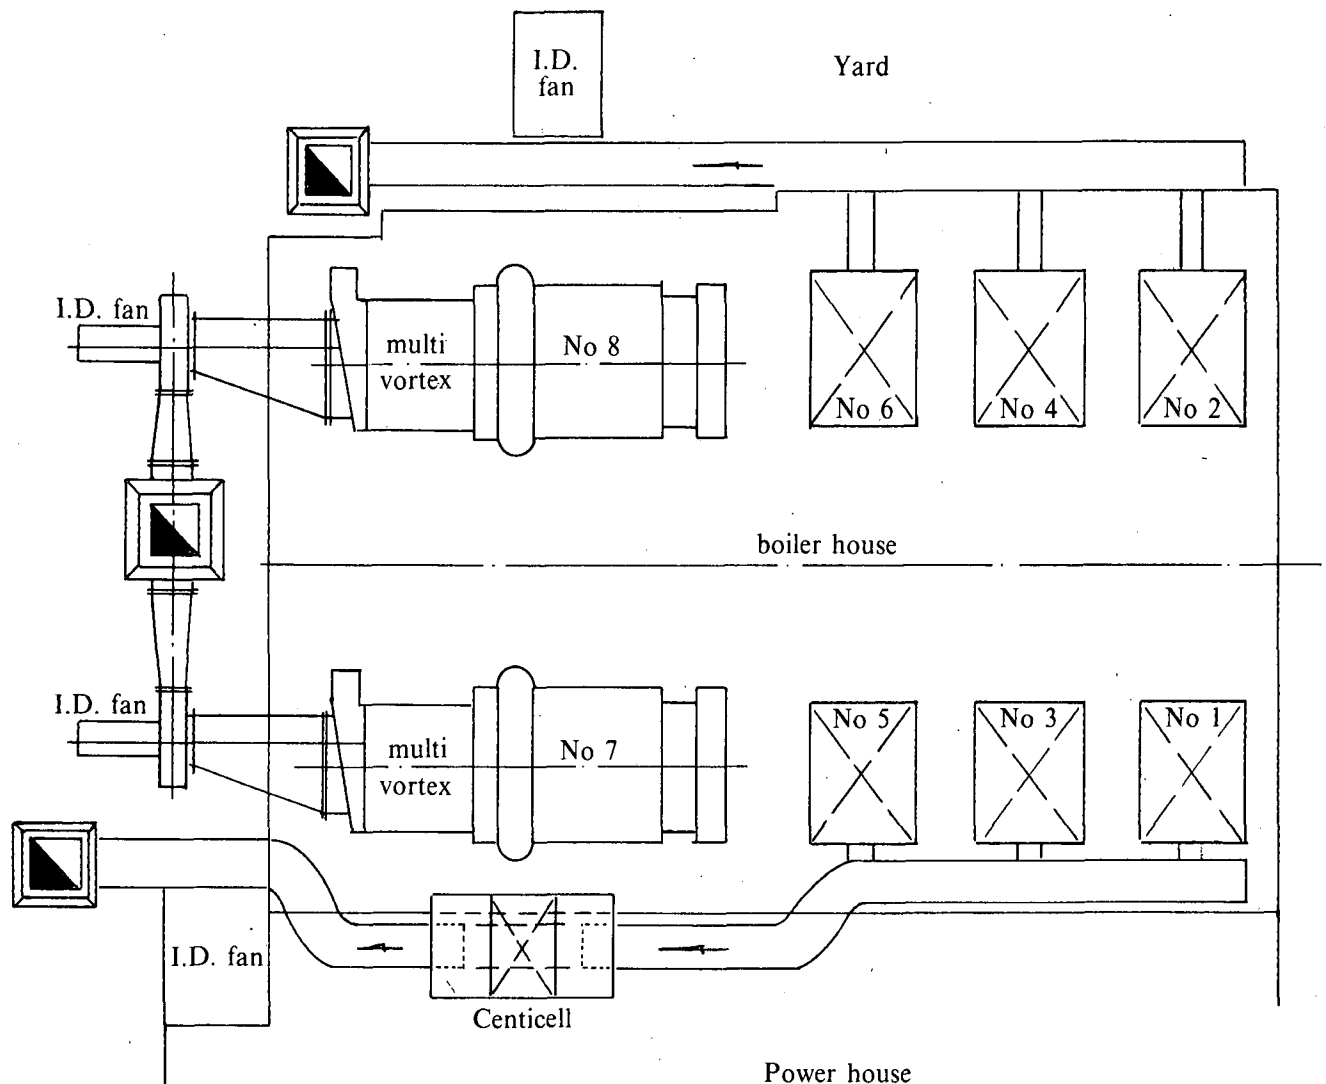 I.D.
fan
Yard
I.D. fan
multi
vortex
No 8
No 6
No 4
No 2
boiler house
I.D. fan
multi
vortex
No 7
No 5
No 3
No 1
I.D. fan
Centicell
Power house